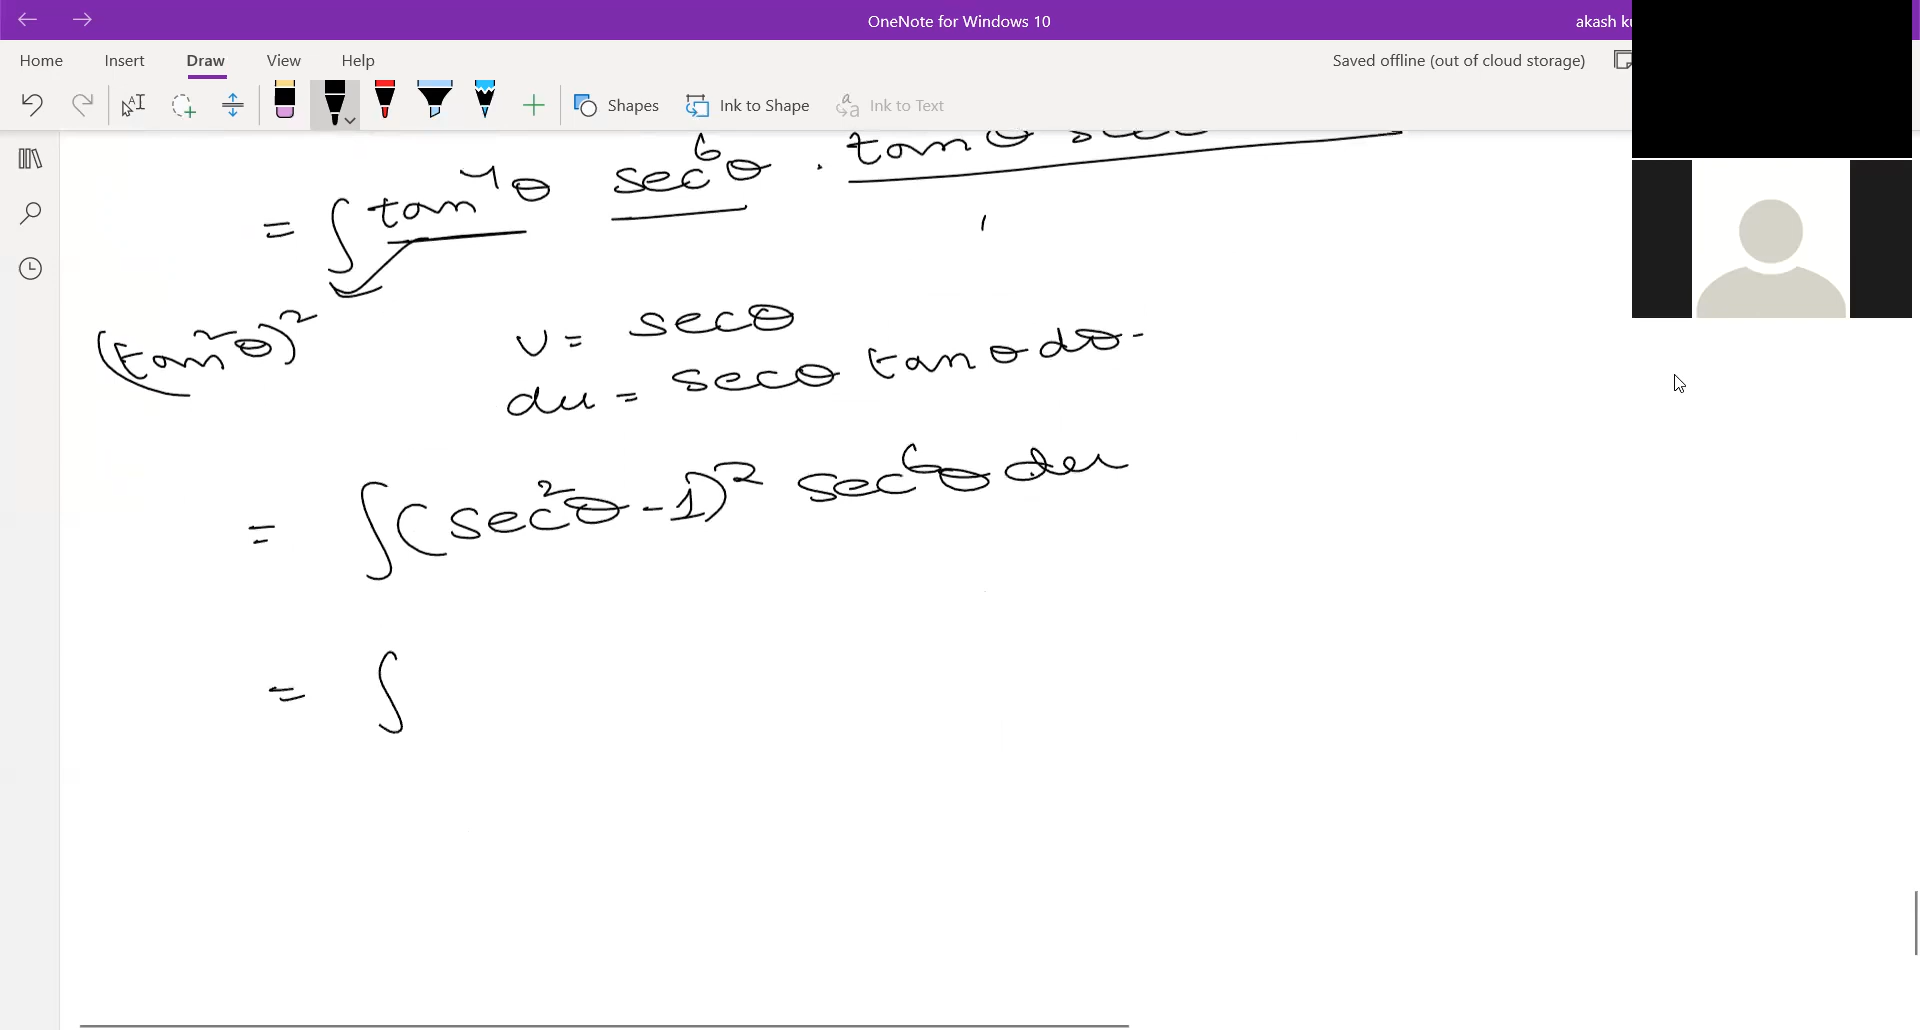 OneNote for Windows 10
akash ku
Home Insert Draw View Help
Saved offline (out of cloud storage)
Shapes Ink to Shape Ink to Text
= ∫ tan⁴θ sec⁶θ · tanθ sec
(tan²θ)²
u = secθ
du = secθ tanθ dθ
= ∫(sec²θ - 1)² sec⁶θ du
= ∫